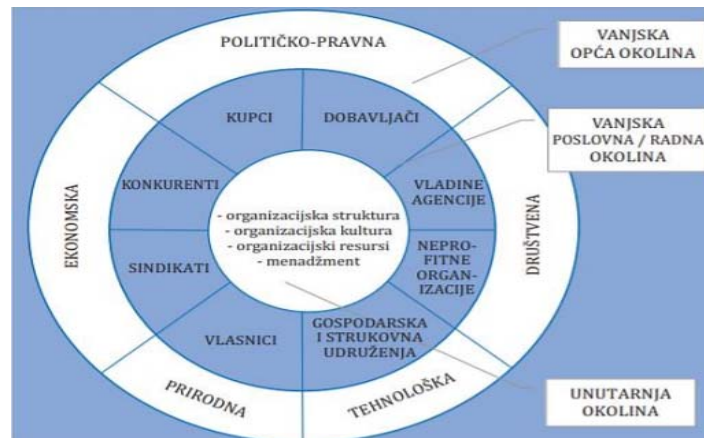 POLITIČKO-PRAVNA
VANJSKA
OPĆA OKOLINA
KUPCI
DOBAVLJAČI
VANJSKA
POSLOVNA / RADNA
OKOLINA
EKONOMSKA
KONKURENTI
VLADINE
AGENCIJE
DRUŠTVENA
- organizacijska struktura
- organizacijska kultura
- organizacijski resursi
- menadžment
SINDIKATI
NEPRO-
FITNE
ORGAN-
IZACIJE
VLASNICI
GOSPODARSKA
I STRUKOVNA
UDRUŽENJA
PRIRODNA
TEHNOLOŠKA
UNUTARNJA
OKOLINA